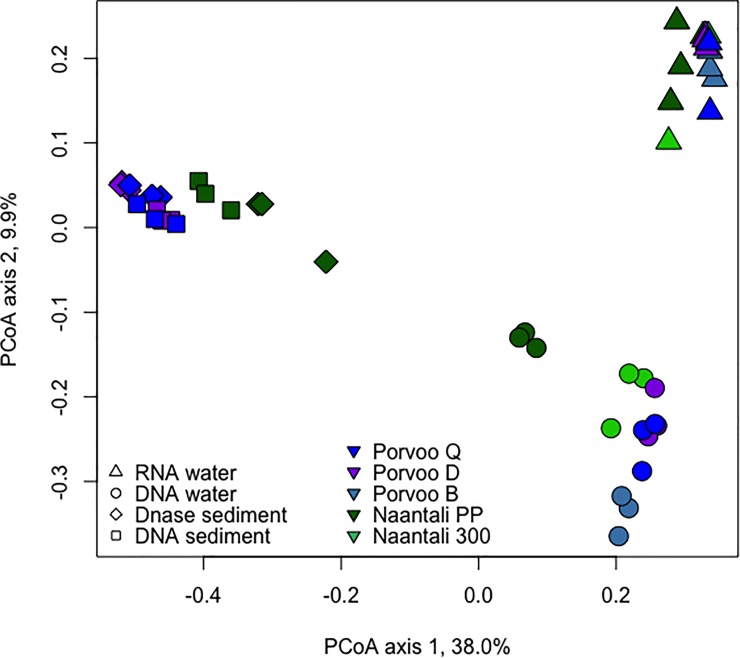 PCoA axis 2, 9.9%
0.2
0.1
0.0
-0.1
-0.2
-0.3
RNA water
DNA water
Dnase sediment
DNA sediment
Porvoo Q
Porvoo D
Porvoo B
Naantali PP
Naantali 300
-0.4
-0.2
0.0
0.2
PCoA axis 1, 38.0%